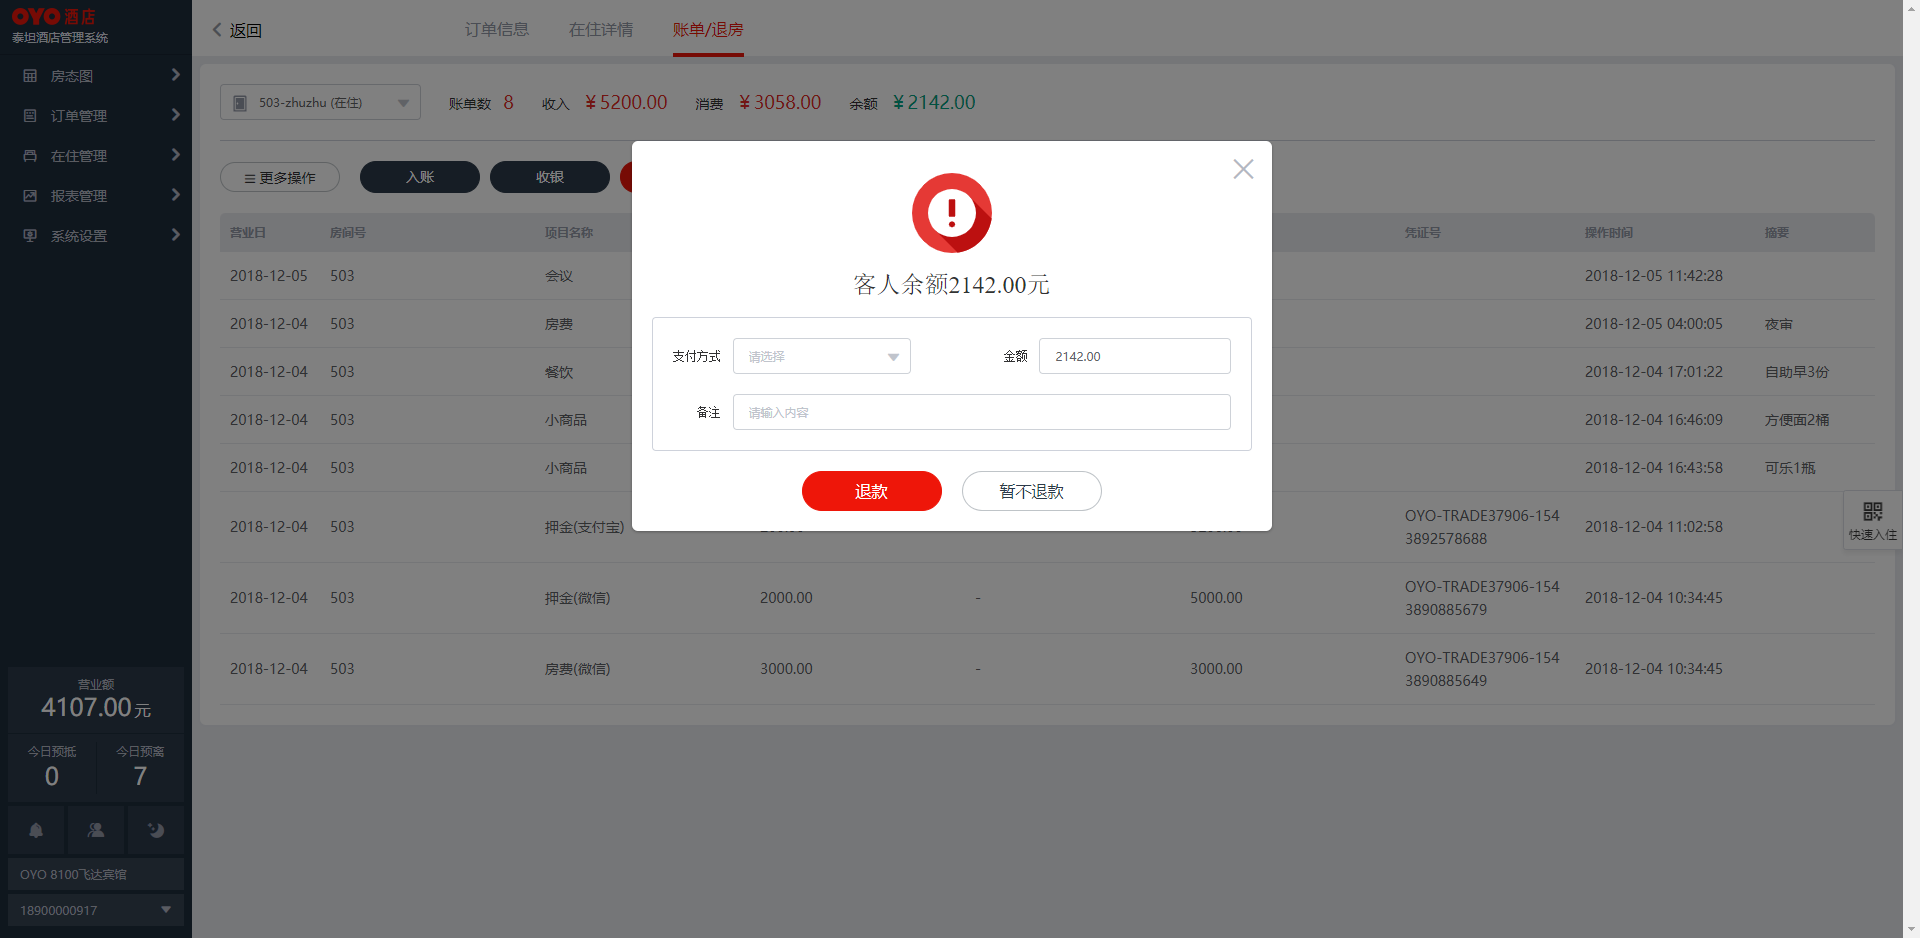 OYO 酒店
泰坦酒店管理系统
房态图
订单管理
在住管理
报表管理
系统设置
营业额
4107.00元
今日预抵 今日预离
0 7
OYO 8100飞达宾馆
18900000917
返回 订单信息 在住详情 账单/退房
503-zhuzhu (在住) 账单数 8 收入 ¥5200.00 消费 ¥3058.00 余额 ¥2142.00
更多操作 入账 收银
营业日 房间号 项目名称 凭证号 操作时间 摘要
2018-12-05 503 会议 2018-12-05 11:42:28
2018-12-04 503 房费 2018-12-05 04:00:05 夜审
2018-12-04 503 餐饮 2018-12-04 17:01:22 自助早3份
2018-12-04 503 小商品 2018-12-04 16:46:09 方便面2桶
2018-12-04 503 小商品 2018-12-04 16:43:58 可乐1瓶
2018-12-04 503 押金(支付宝) OYO-TRADE37906-154
3892578688 2018-12-04 11:02:58
2018-12-04 503 押金(微信) 2000.00 - 5000.00 OYO-TRADE37906-154
3890885679 2018-12-04 10:34:45
2018-12-04 503 房费(微信) 3000.00 - 3000.00 OYO-TRADE37906-154
3890885649 2018-12-04 10:34:45
客人余额2142.00元
支付方式 请选择 金额 2142.00
备注 请输入内容
退款 暂不退款
快速入住